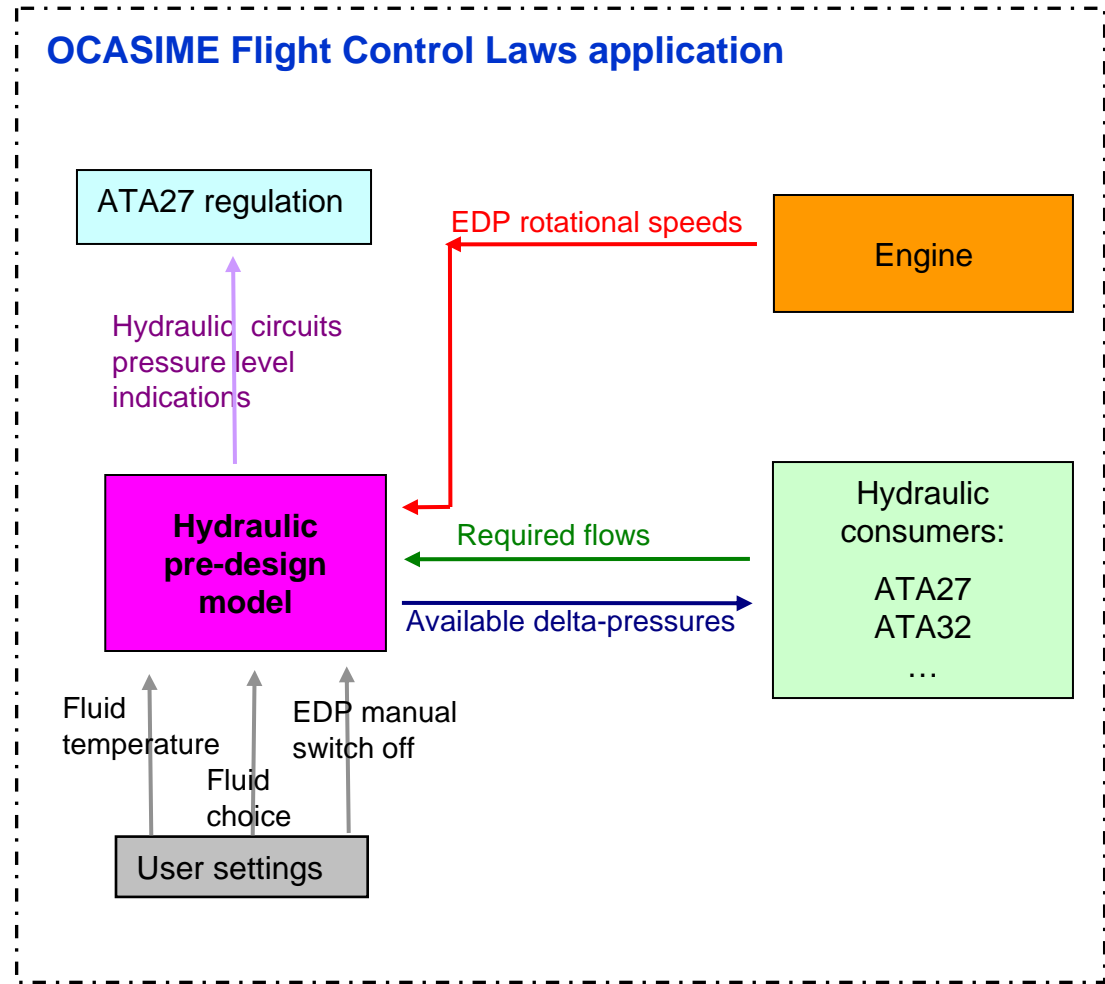 OCASIME Flight Control Laws application
ATA27 regulation
EDP rotational speeds
Engine
Hydraulic circuits
pressure level
indications
Hydraulic
pre-design
model
Required flows
Available delta-pressures
Hydraulic
consumers:
ATA27
ATA32
…
Fluid
temperature
Fluid
choice
EDP manual
switch off
User settings